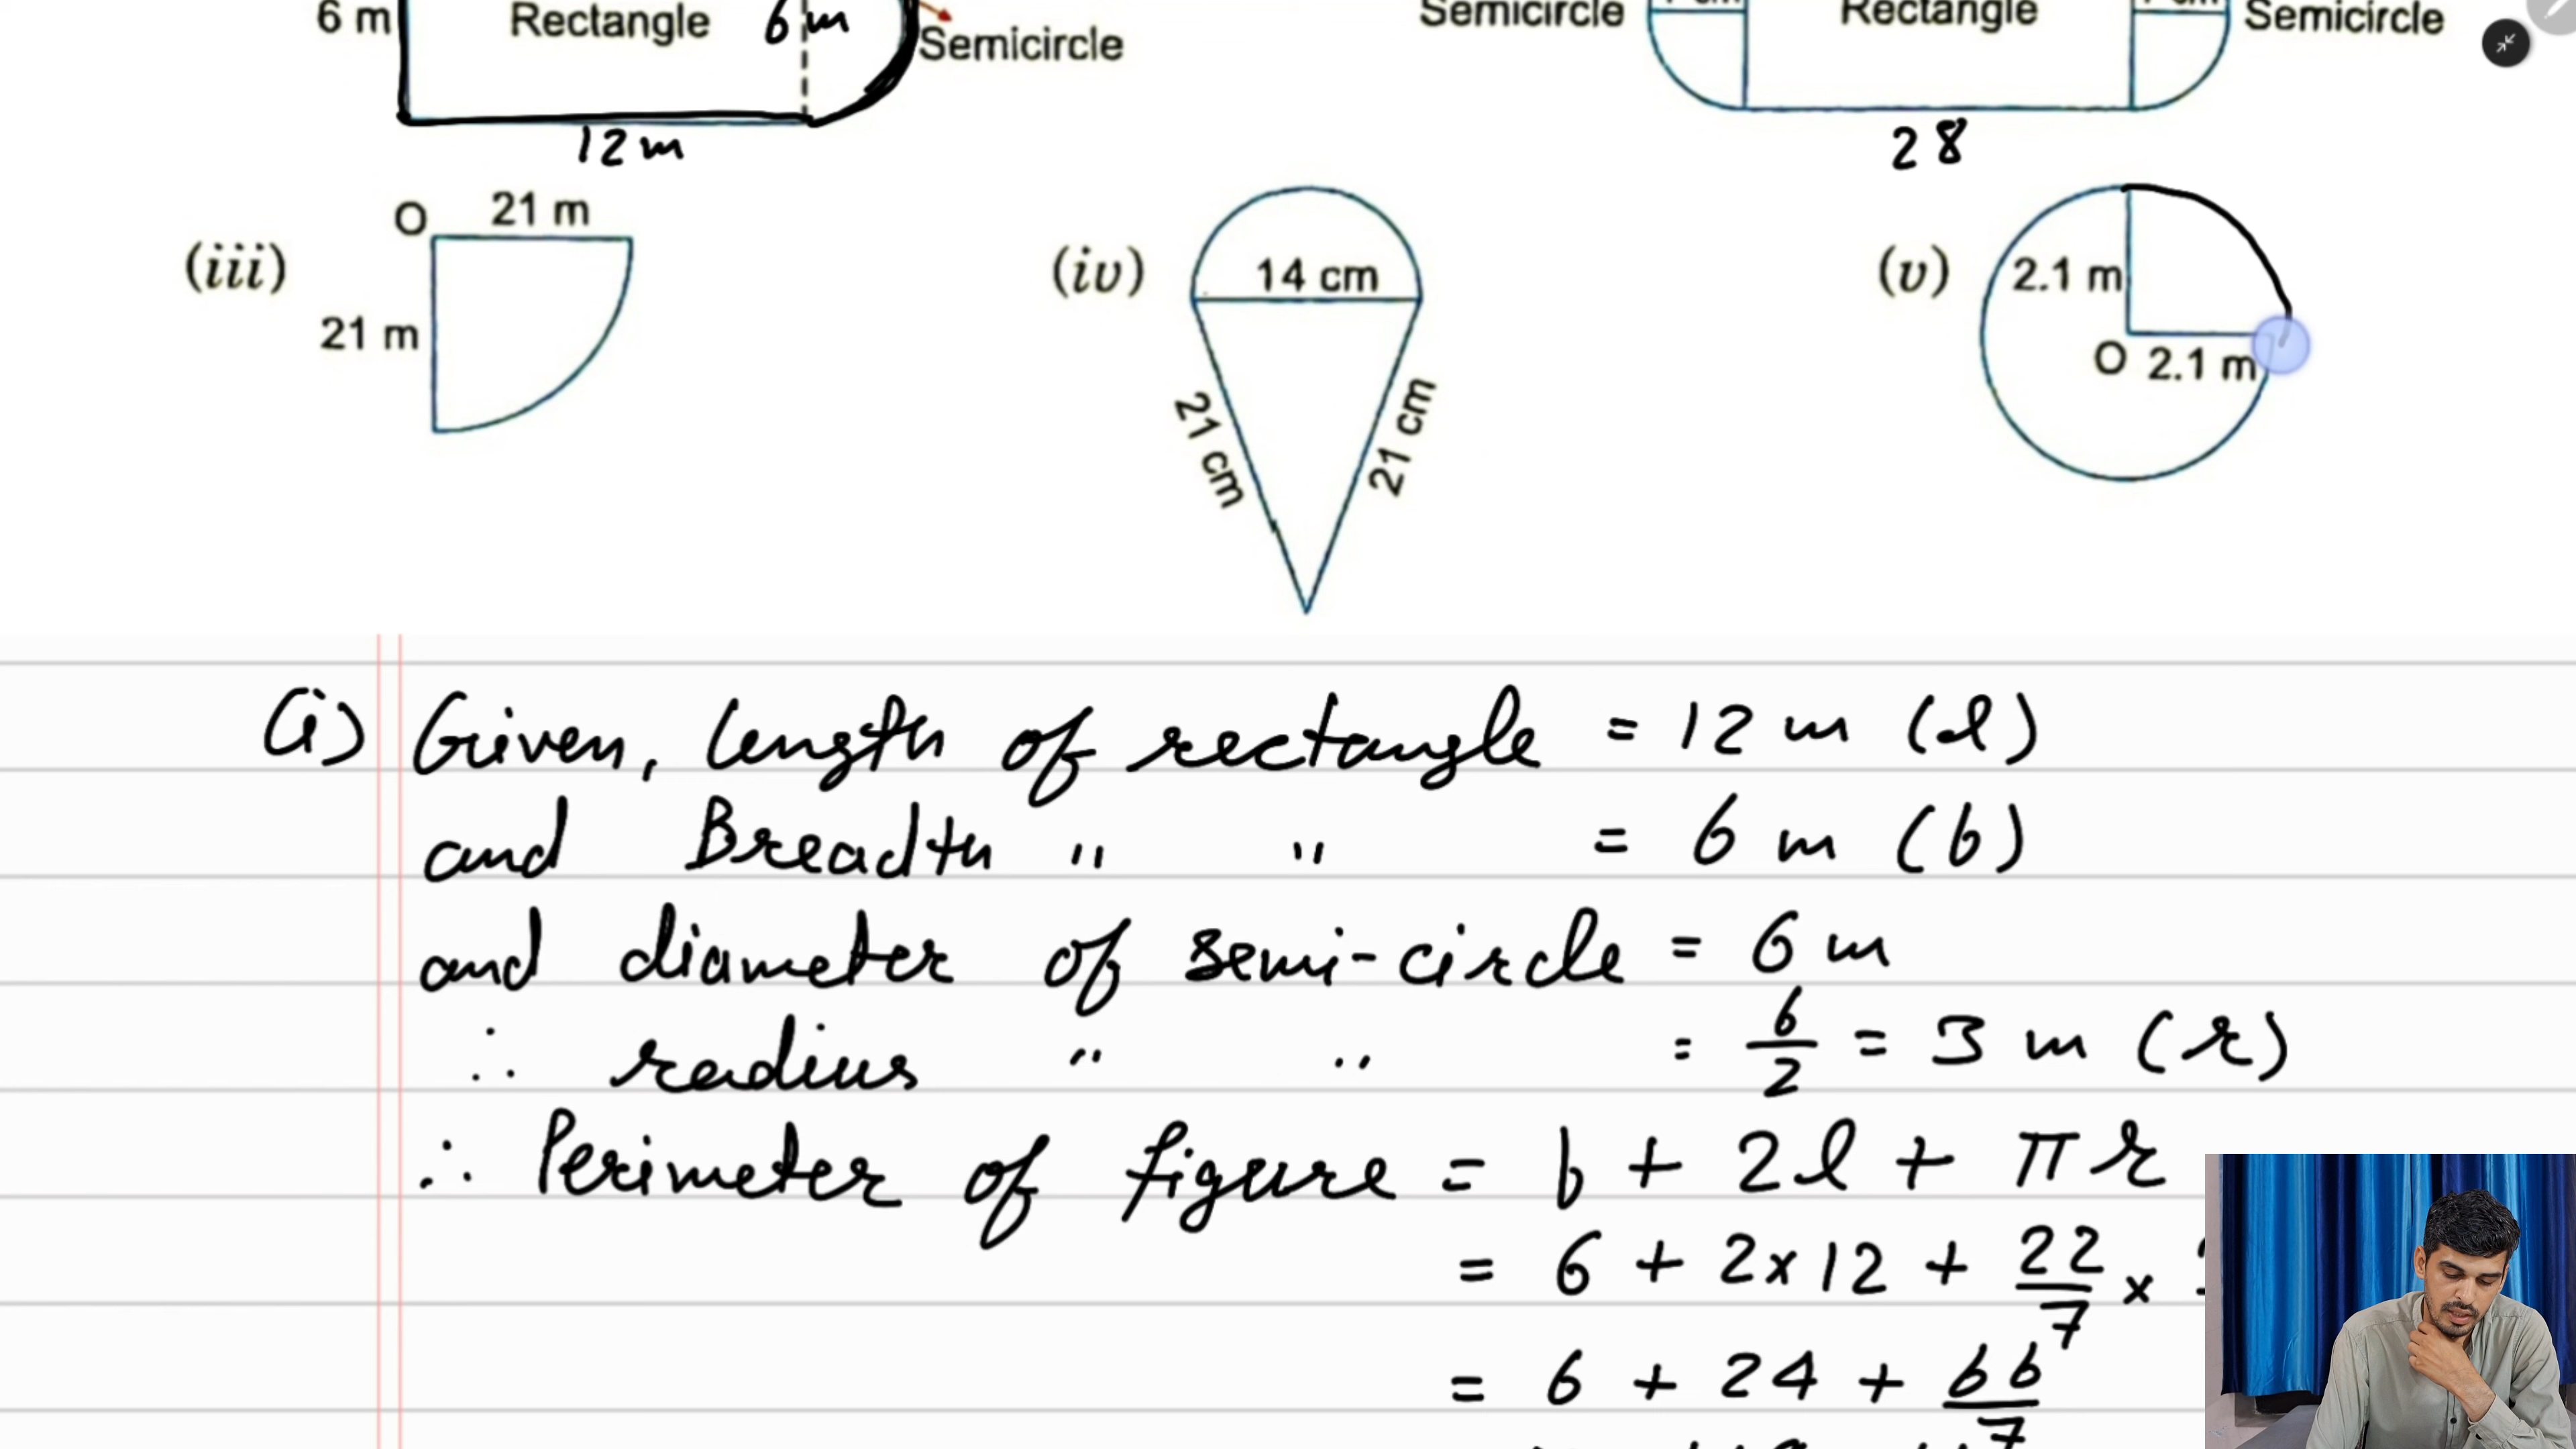 6 m Rectangle 6 m Semicircle
Semicircle Rectangle Semicircle
12 m
28
(iii) O 21 m
21 m
(iv) 14 cm
21 cm 21 cm
(v) 2.1 m
O 2.1 m
(i) Given, length of rectangle = 12 m (l)
and Breadth " " = 6 m (b)
and diameter of semi-circle = 6 m
∴ radius " " = 6/2 = 3 m (r)
∴ Perimeter of figure = b + 2l + πr
= 6 + 2x12 + 22/7 x
= 6 + 24 + 66/7